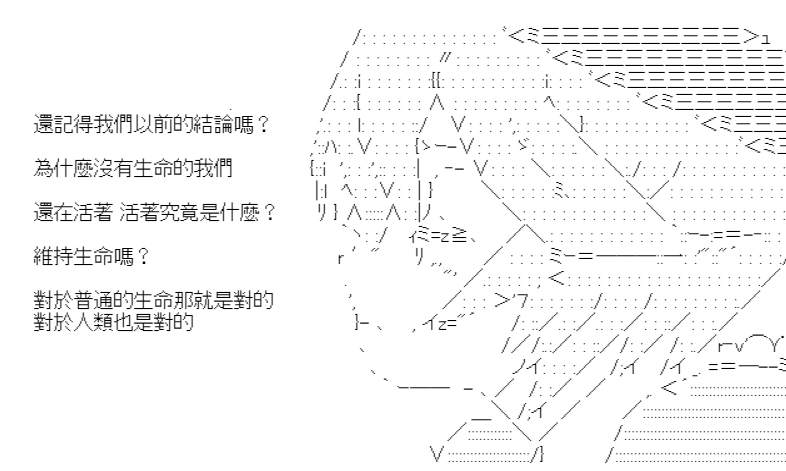 還記得我們以前的結論嗎？
為什麼沒有生命的我們
還在活著 活著究竟是什麼？
維持生命嗎？
對於普通的生命那就是對的
對於人類也是對的